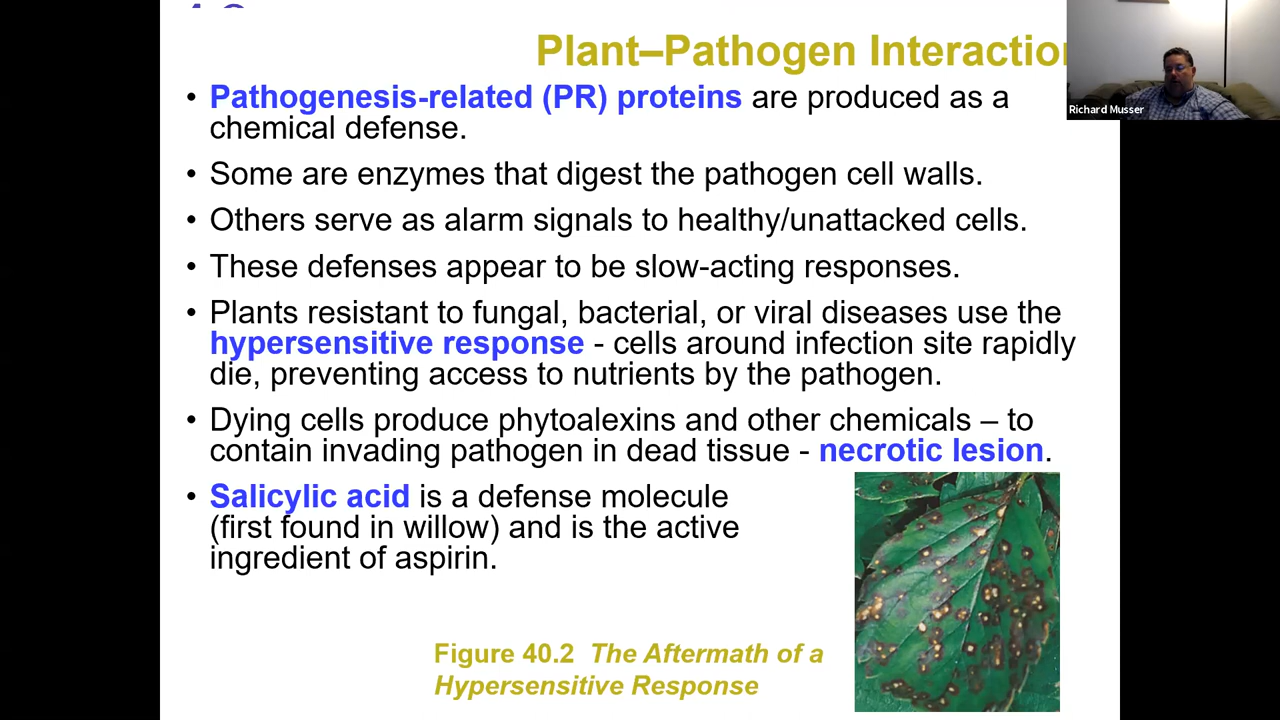 Plant–Pathogen Interaction
Richard Musser
• Pathogenesis-related (PR) proteins are produced as a
chemical defense.
• Some are enzymes that digest the pathogen cell walls.
• Others serve as alarm signals to healthy/unattacked cells.
• These defenses appear to be slow-acting responses.
• Plants resistant to fungal, bacterial, or viral diseases use the
hypersensitive response - cells around infection site rapidly
die, preventing access to nutrients by the pathogen.
• Dying cells produce phytoalexins and other chemicals – to
contain invading pathogen in dead tissue - necrotic lesion.
• Salicylic acid is a defense molecule
(first found in willow) and is the active
ingredient of aspirin.
Figure 40.2 The Aftermath of a
Hypersensitive Response